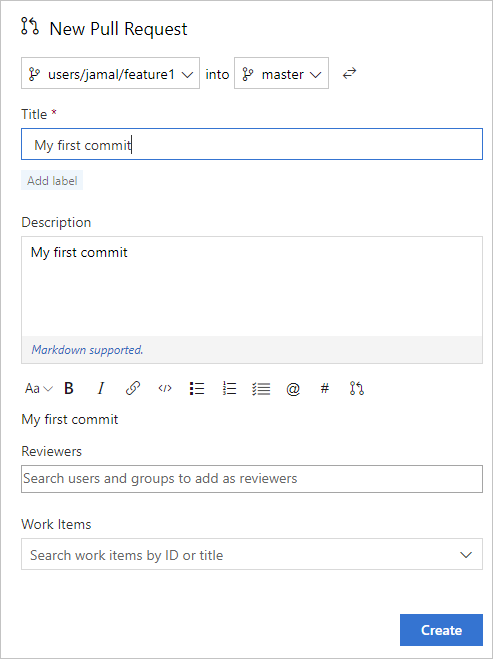 New Pull Request
users/jamal/feature1 into master
Title *
My first commit
Add label
Description
My first commit
Markdown supported.
Aa B I </> @ #
My first commit
Reviewers
Search users and groups to add as reviewers
Work Items
Search work items by ID or title
Create